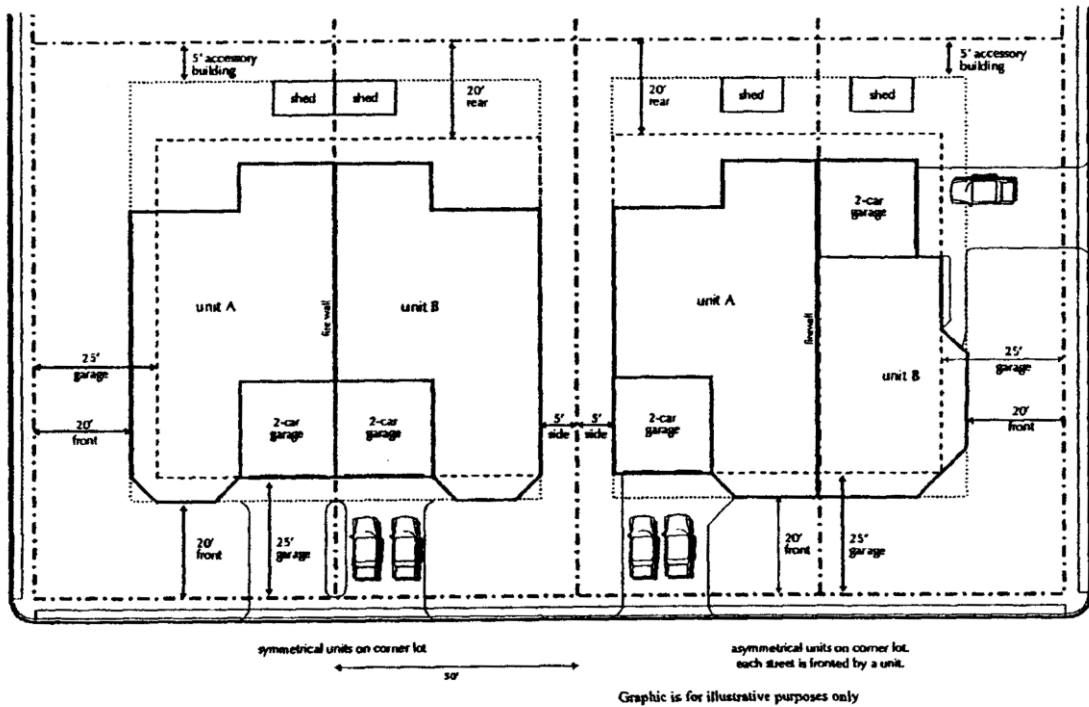 5' accessory
building
shed
shed
20'
rear
unit A
unit B
fire wall
25'
garage
20'
front
2-car
garage
2-car
garage
5'
side
20'
front
25'
garage
symmetrical units on corner lot
50'
20'
rear
shed
shed
5' accessory
building
2-car
garage
unit A
firewall
unit B
25'
garage
20'
front
5'
side
2-car
garage
20'
front
25'
garage
asymmetrical units on corner lot.
each street is fronted by a unit.
Graphic is for illustrative purposes only